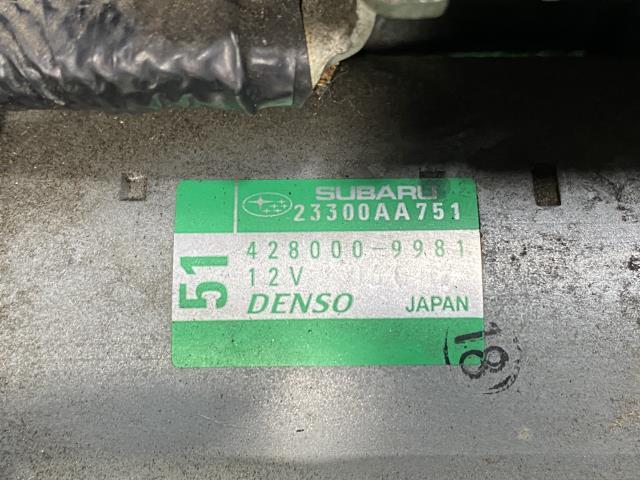 SUBARU
23300AA751
51
428000-9981
12V
DENSO JAPAN
18